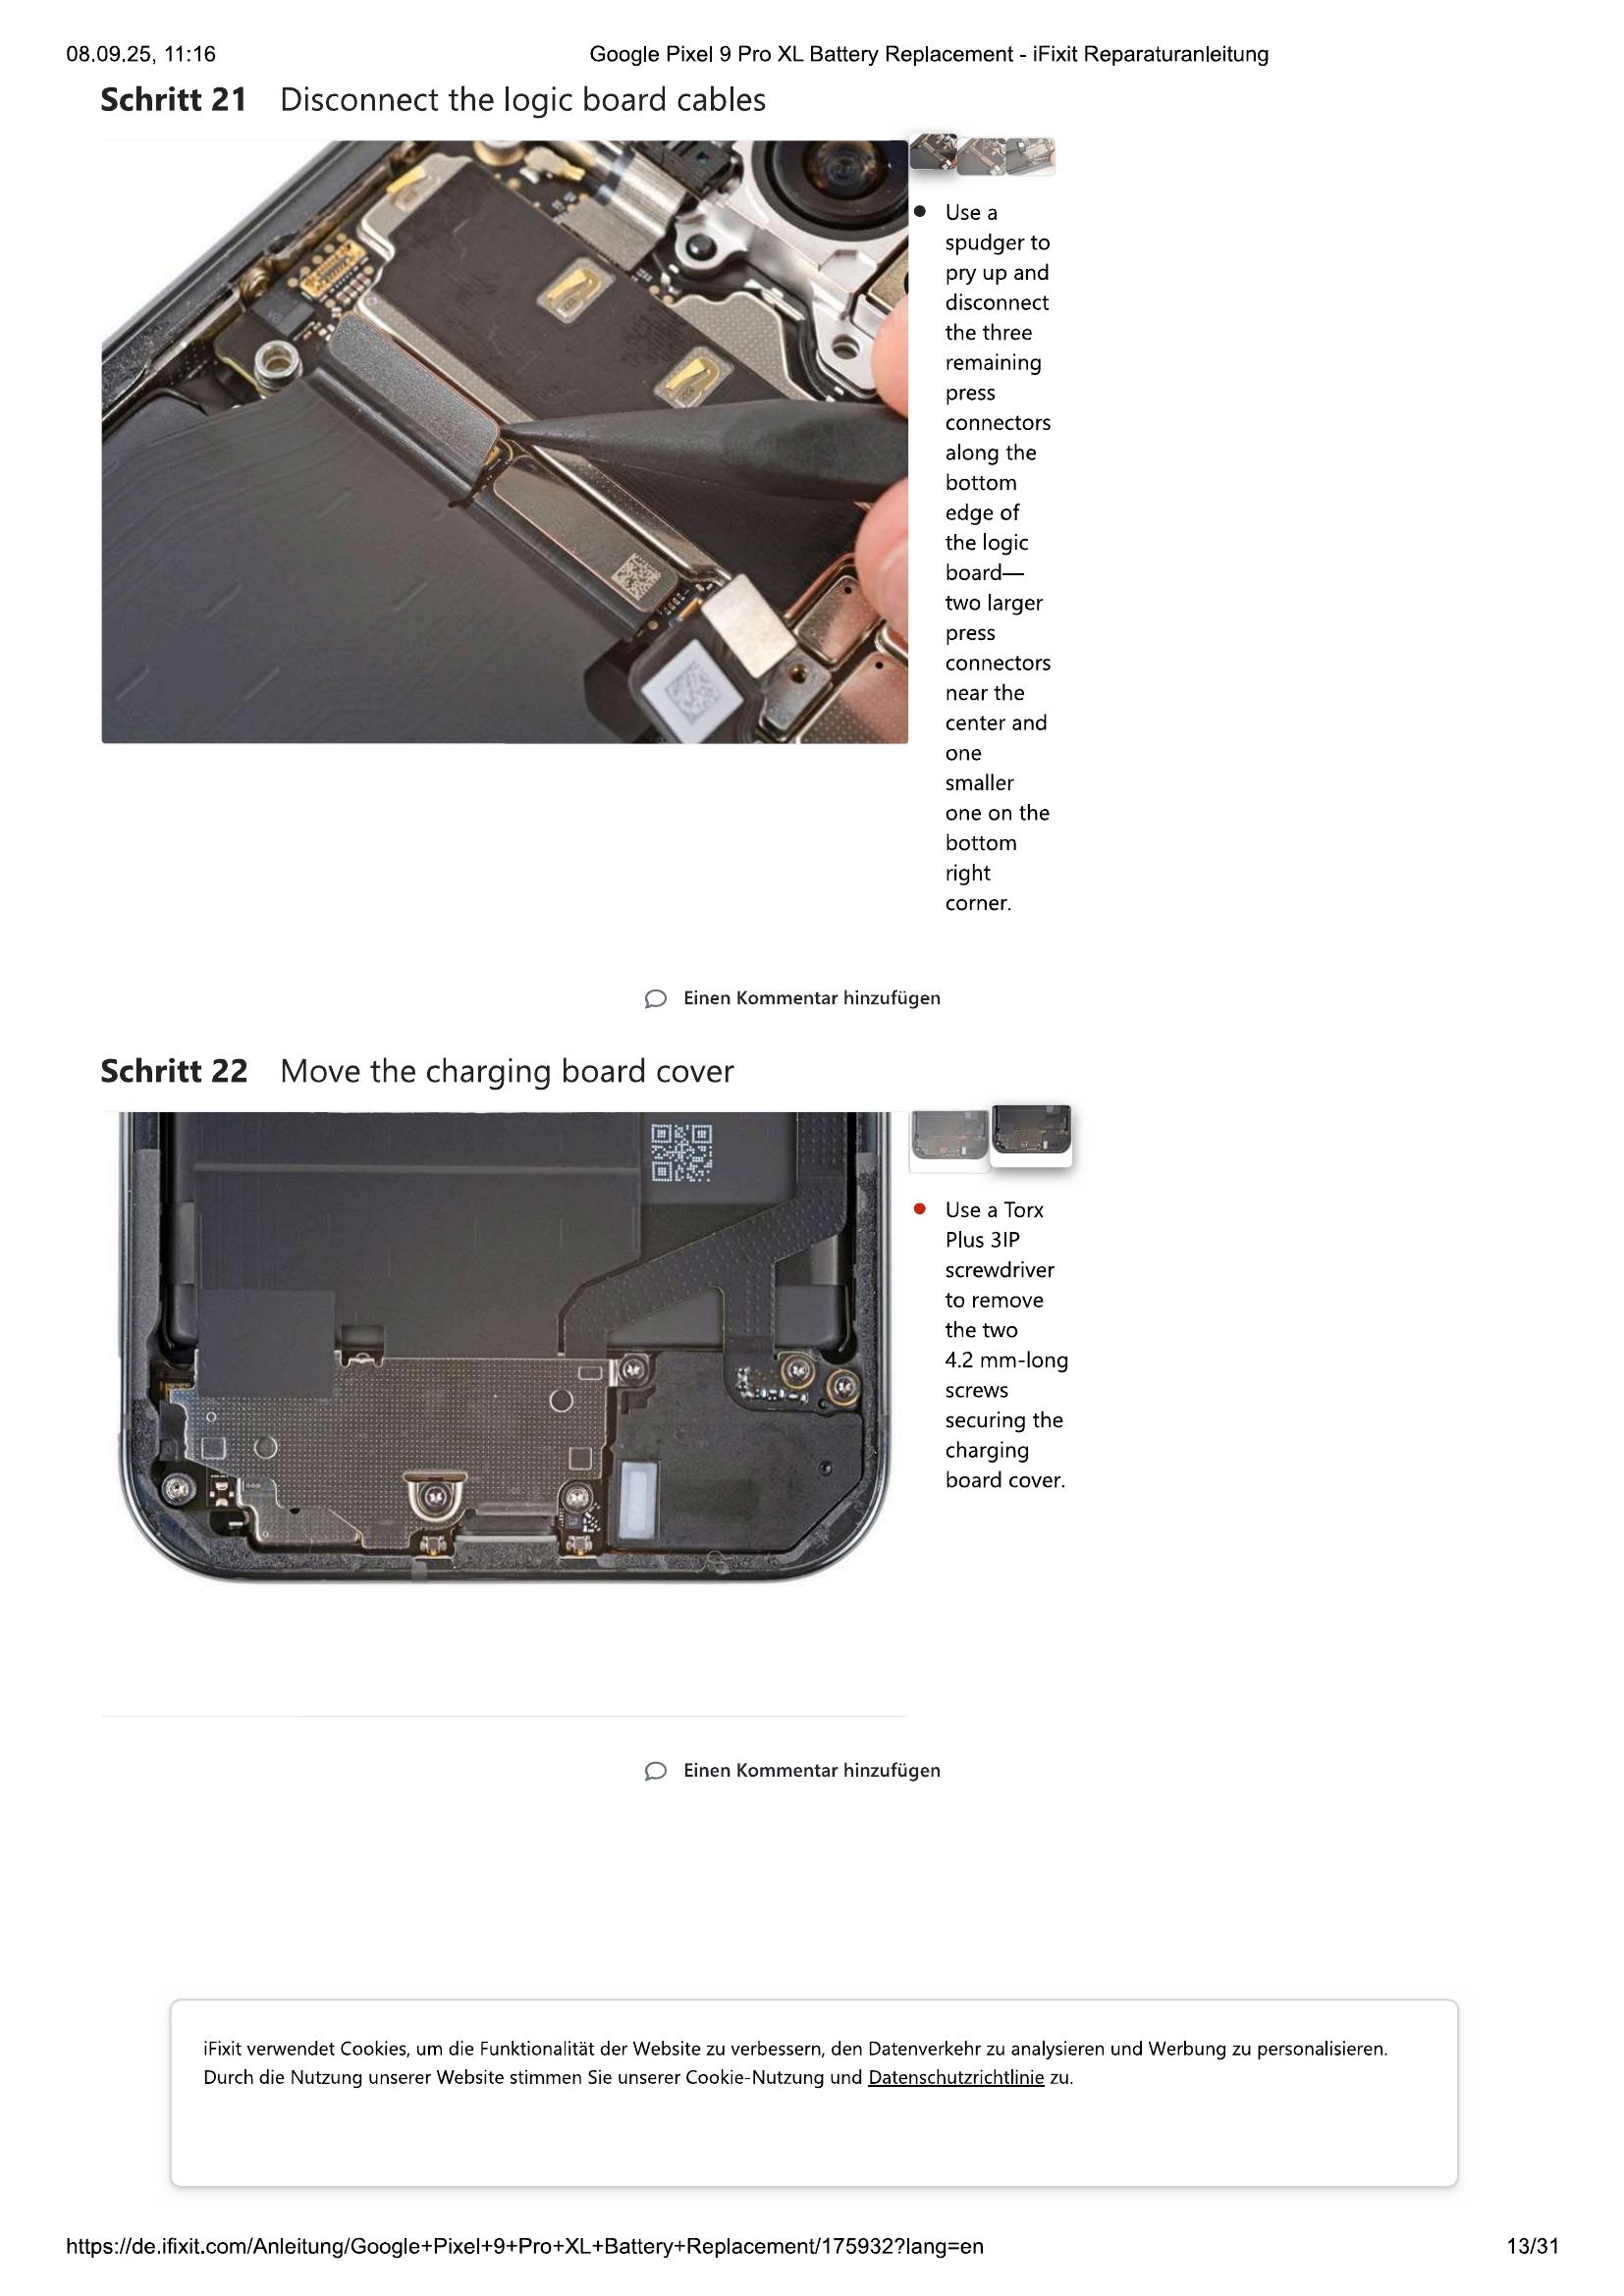 08.09.25, 11:16
Google Pixel 9 Pro XL Battery Replacement - iFixit Reparaturanleitung
Schritt 21 Disconnect the logic board cables
Use a
spudger to
pry up and
disconnect
the three
remaining
press
connectors
along the
bottom
edge of
the logic
board—
two larger
press
connectors
near the
center and
one
smaller
one on the
bottom
right
corner.
Einen Kommentar hinzufügen
Schritt 22 Move the charging board cover
Use a Torx
Plus 3IP
screwdriver
to remove
the two
4.2 mm-long
screws
securing the
charging
board cover.
Einen Kommentar hinzufügen
iFixit verwendet Cookies, um die Funktionalität der Website zu verbessern, den Datenverkehr zu analysieren und Werbung zu personalisieren.
Durch die Nutzung unserer Website stimmen Sie unserer Cookie-Nutzung und Datenschutzrichtlinie zu.
https://de.ifixit.com/Anleitung/Google+Pixel+9+Pro+XL+Battery+Replacement/175932?lang=en
13/31